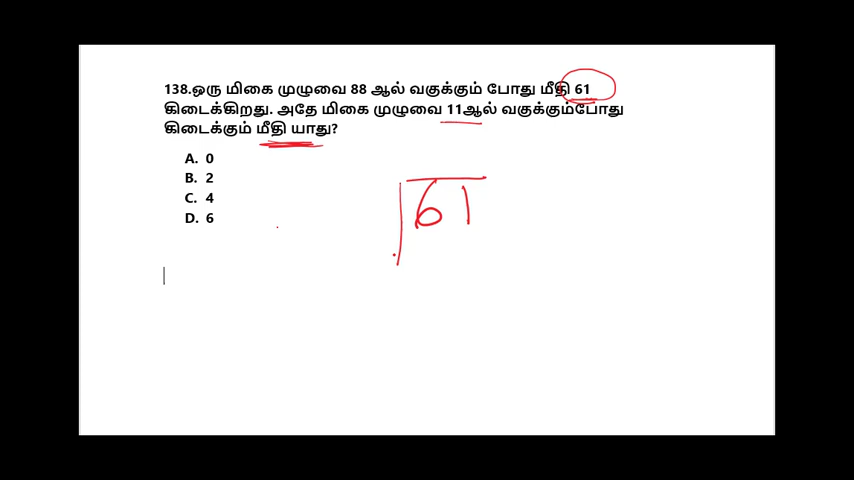 138.ஒரு மிகை முழுவை 88 ஆல் வகுக்கும் போது மீதி 61
கிடைக்கிறது. அதே மிகை முழுவை 11ஆல் வகுக்கும்போது
கிடைக்கும் மீதி யாது?
A. 0
B. 2
C. 4
D. 6
61